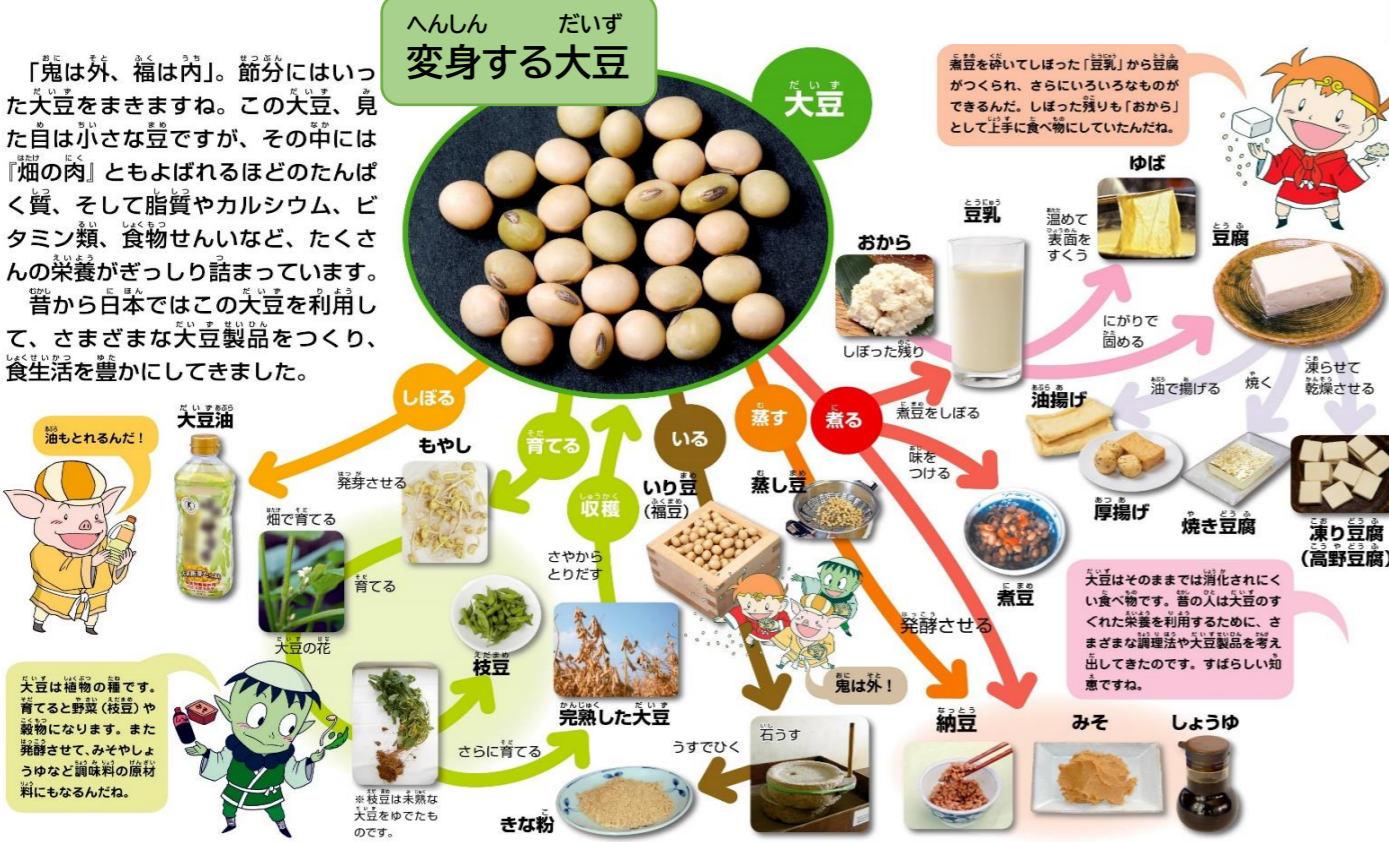 変身する大豆
へんしん だいず
「鬼は外、福は内」。節分にはいっ
た大豆をまきますね。この大豆、見
た目は小さな豆ですが、その中には
『畑の肉』ともよばれるほどのたんぱ
く質、そして脂質やカルシウム、ビ
タミン類、食物せんいなど、たくさ
んの栄養がぎっしり詰まっています。
昔から日本ではこの大豆を利用し
て、さまざまな大豆製品をつくり、
食生活を豊かにしてきました。
大豆
だいず
煮豆を砕いてしぼった「豆乳」から豆腐
がつくられ、さらにいろいろなものが
できるんだ。しぼった残りも「おから」
として上手に食べ物にしていたんだね。
しぼる
大豆油
油もとれるんだ!
育てる
もやし
発芽させる
畑で育てる
育てる
大豆の花
枝豆
※枝豆は未熟な
大豆をゆでたも
のです。
さらに育てる
完熟した大豆
さやから
とりだす
収穫
大豆は植物の種です。
育てると野菜(枝豆)や
穀物になります。また
発酵させて、みそやしょ
うゆなど調味料の原材
料にもなるんだね。
いる
いり豆
(福豆)
鬼は外!
石うす
うすでひく
きな粉
蒸す
蒸し豆
発酵させる
納豆
みそ
しょうゆ
煮る
味を
つける
煮豆
煮豆をしぼる
おから
しぼった残り
豆乳
温めて
表面を
すくう
ゆば
にがりで
固める
豆腐
油で揚げる
油揚げ
厚揚げ
焼く
焼き豆腐
凍らせて
乾燥させる
凍り豆腐
(高野豆腐)
大豆はそのままでは消化されにく
い食べ物です。昔の人は大豆のす
ぐれた栄養を利用するために、さ
まざまな調理法や大豆製品を考え
出してきたのです。すばらしい知
恵ですね。